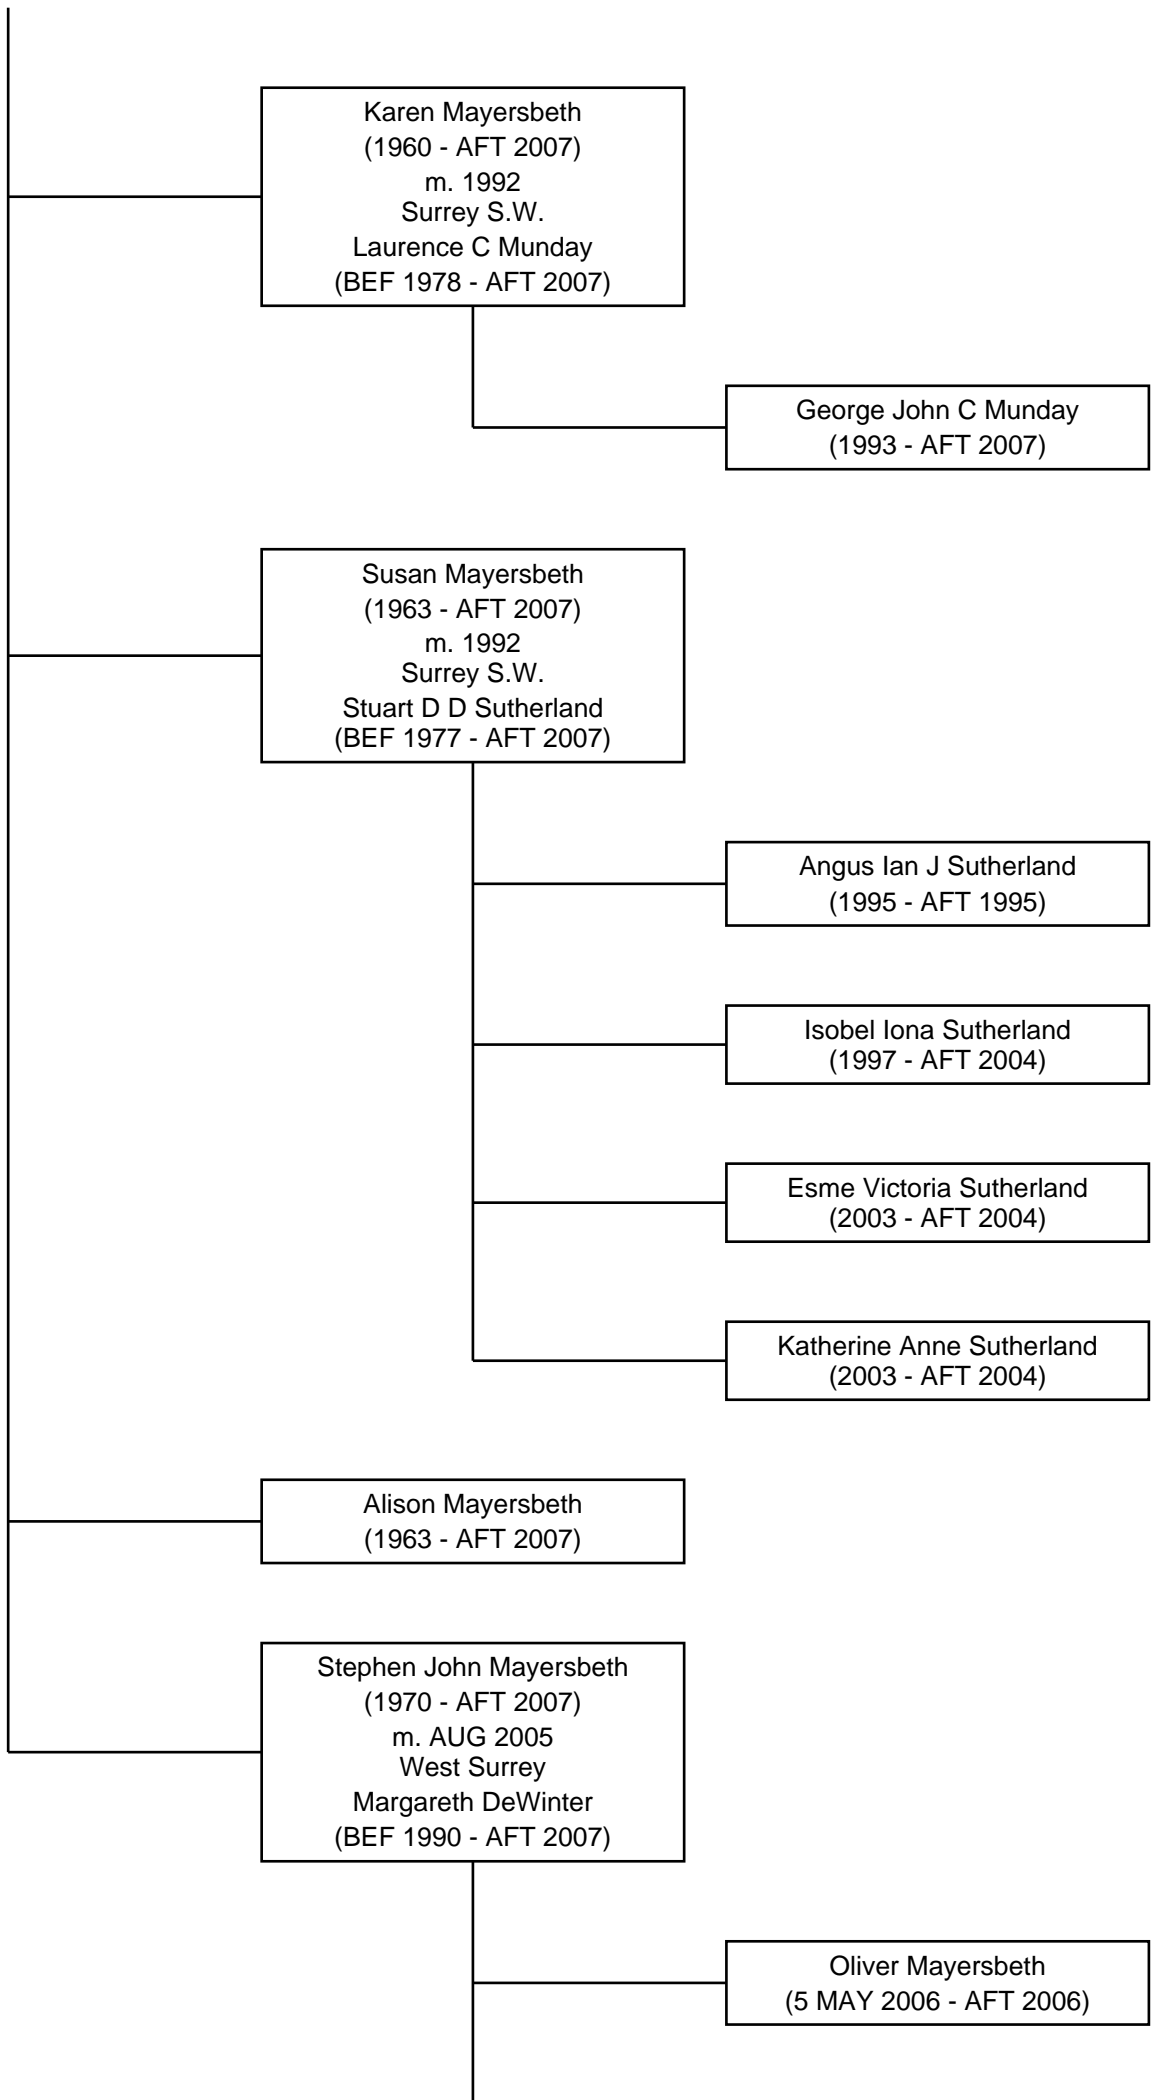 Karen Mayersbeth
(1960 - AFT 2007)
m. 1992
Surrey S.W.
Laurence C Munday
(BEF 1978 - AFT 2007)
George John C Munday
(1993 - AFT 2007)
Susan Mayersbeth
(1963 - AFT 2007)
m. 1992
Surrey S.W.
Stuart D D Sutherland
(BEF 1977 - AFT 2007)
Angus Ian J Sutherland
(1995 - AFT 1995)
Isobel Iona Sutherland
(1997 - AFT 2004)
Esme Victoria Sutherland
(2003 - AFT 2004)
Katherine Anne Sutherland
(2003 - AFT 2004)
Alison Mayersbeth
(1963 - AFT 2007)
Stephen John Mayersbeth
(1970 - AFT 2007)
m. AUG 2005
West Surrey
Margareth DeWinter
(BEF 1990 - AFT 2007)
Oliver Mayersbeth
(5 MAY 2006 - AFT 2006)